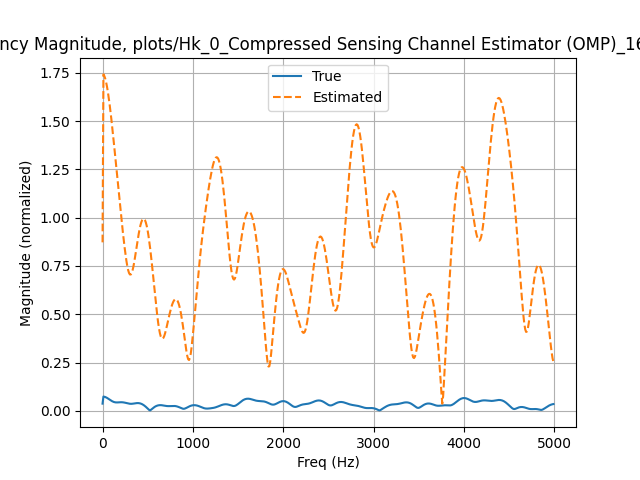 ncy Magnitude, plots/Hk_0_Compressed Sensing Channel Estimator (OMP)_16
True
Estimated
Magnitude (normalized)
1.75
1.50
1.25
1.00
0.75
0.50
0.25
0.00
0 1000 2000 3000 4000 5000
Freq (Hz)